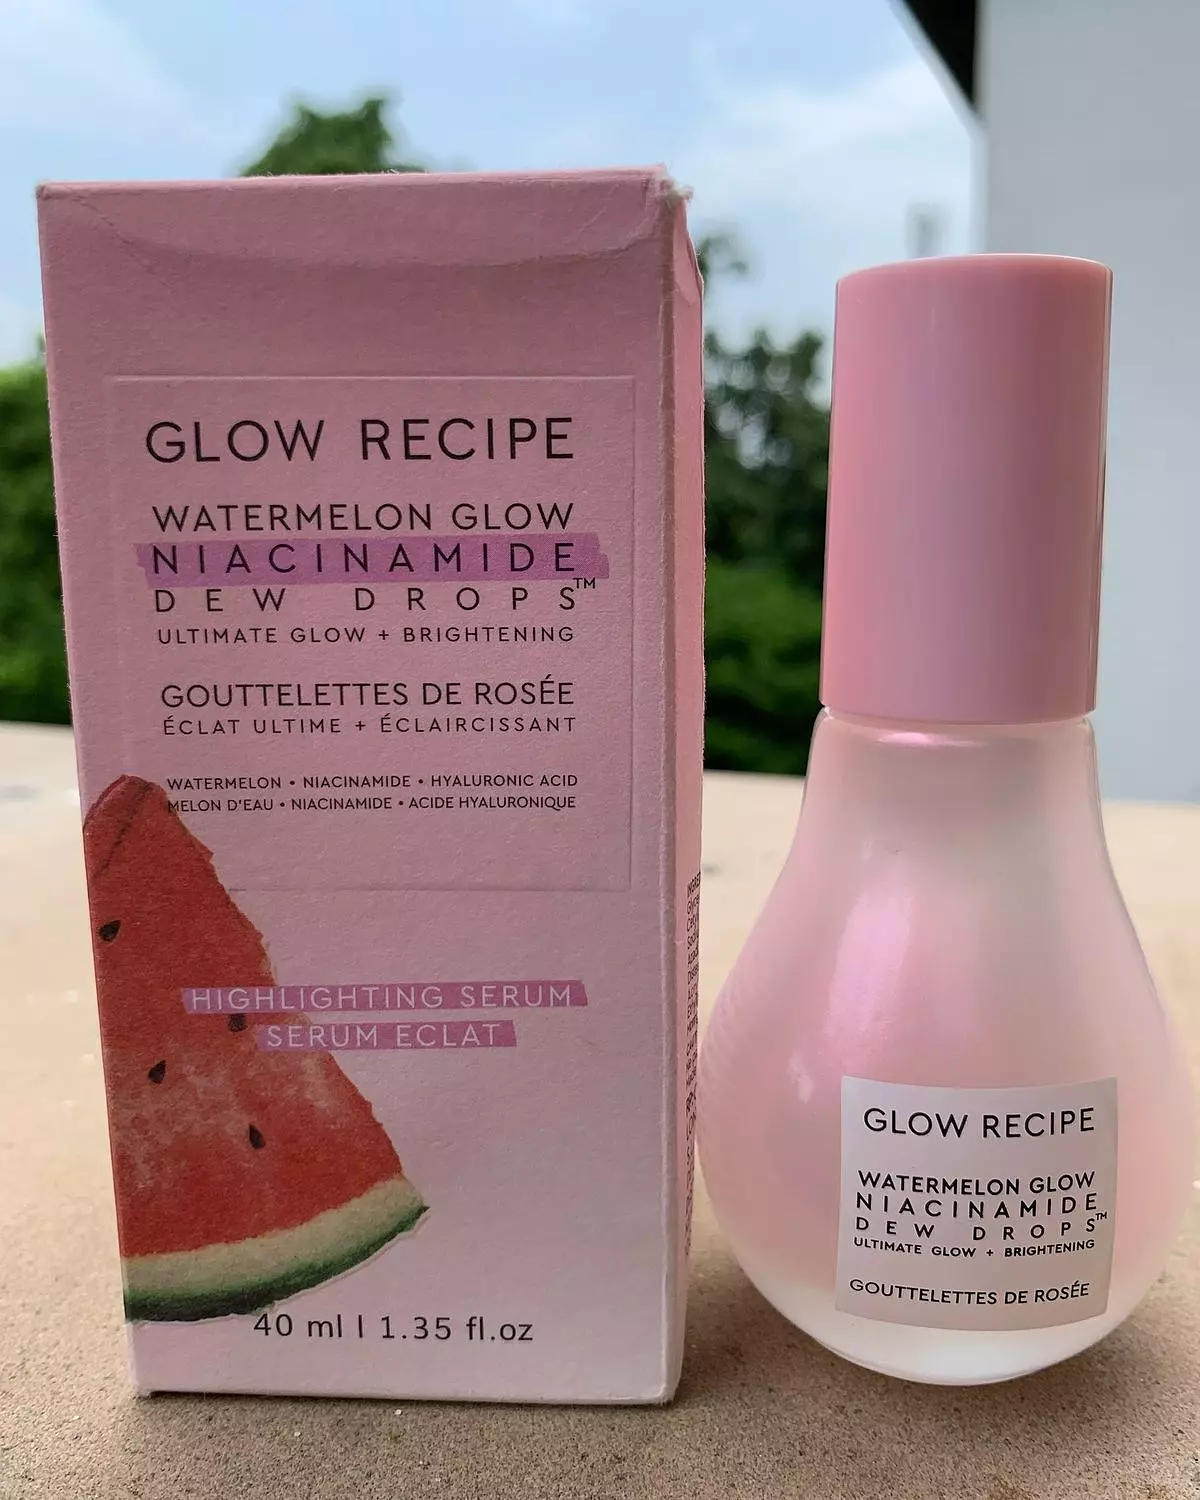 GLOW RECIPE
WATERMELON GLOW
NIACINAMIDE
DEW DROPS™
ULTIMATE GLOW + BRIGHTENING
GOUTTELETTES DE ROSÉE
ÉCLAT ULTIME + ÉCLAIRCISSANT
WATERMELON • NIACINAMIDE • HYALURONIC ACID
MELON D'EAU • NIACINAMIDE • ACIDE HYALURONIQUE
HIGHLIGHTING SERUM
SERUM ECLAT
40 ml | 1.35 fl.oz
GLOW RECIPE
WATERMELON GLOW
NIACINAMIDE
DEW DROPS™
ULTIMATE GLOW + BRIGHTENING
GOUTTELETTES DE ROSÉE